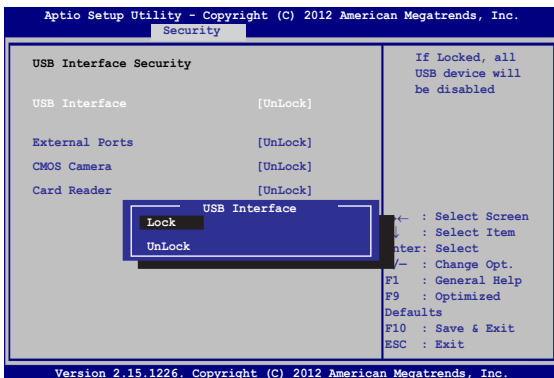 Aptio Setup Utility - Copyright (C) 2012 American Megatrends, Inc.
Security
USB Interface Security
USB Interface [UnLock]
External Ports [UnLock]
CMOS Camera [UnLock]
Card Reader [UnLock]
USB Interface
Lock
UnLock
If Locked, all
USB device will
be disabled
→← : Select Screen
↓ : Select Item
nter: Select
/— : Change Opt.
F1 : General Help
F9 : Optimized
Defaults
F10 : Save & Exit
ESC : Exit
Version 2.15.1226. Copyright (C) 2012 American Megatrends, Inc.